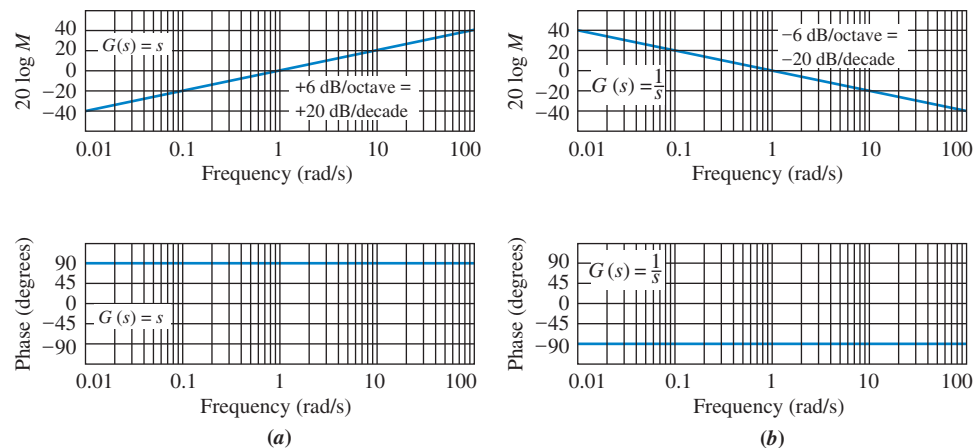 20 log M
40
20
0
−20
−40
G(s) = s
+6 dB/octave =
+20 dB/decade
0.01 0.1 1 10 100
Frequency (rad/s)
20 log M
40
20
0
−20
−40
−6 dB/octave =
−20 dB/decade
G (s) = 1/s
0.01 0.1 1 10 100
Frequency (rad/s)
Phase (degrees)
90
45
0
−45
−90
G (s) = s
0.01 0.1 1 10 100
Frequency (rad/s)
(a)
Phase (degrees)
90
45
0
−45
−90
G (s) = 1/s
0.01 0.1 1 10 100
Frequency (rad/s)
(b)